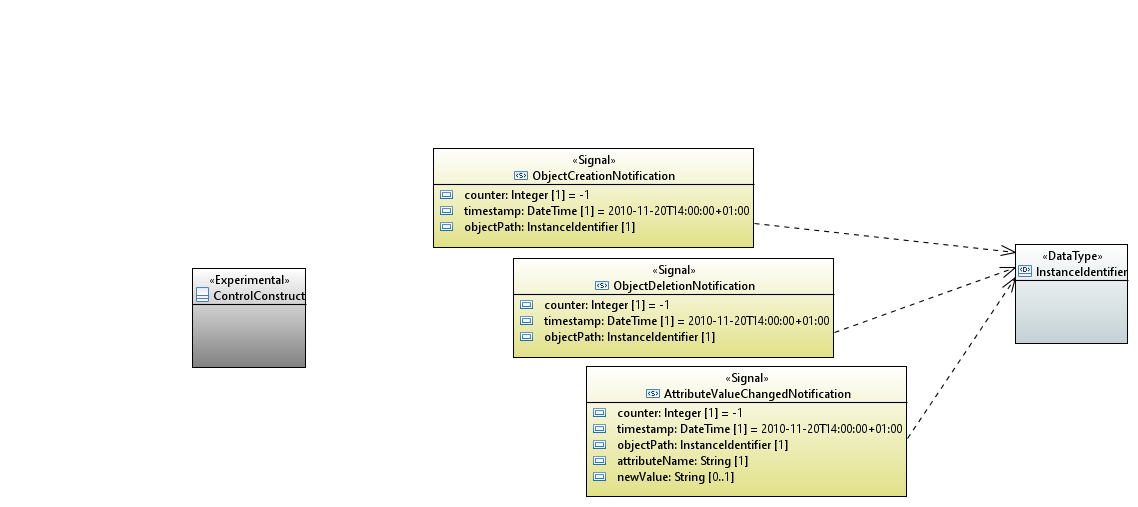 «Signal»
ObjectCreationNotification
counter: Integer [1] = -1
timestamp: DateTime [1] = 2010-11-20T14:00:00+01:00
objectPath: InstanceIdentifier [1]
«Experimental»
ControlConstruct
«Signal»
ObjectDeletionNotification
counter: Integer [1] = -1
timestamp: DateTime [1] = 2010-11-20T14:00:00+01:00
objectPath: InstanceIdentifier [1]
«DataType»
InstanceIdentifier
«Signal»
AttributeValueChangedNotification
counter: Integer [1] = -1
timestamp: DateTime [1] = 2010-11-20T14:00:00+01:00
objectPath: InstanceIdentifier [1]
attributeName: String [1]
newValue: String [0..1]